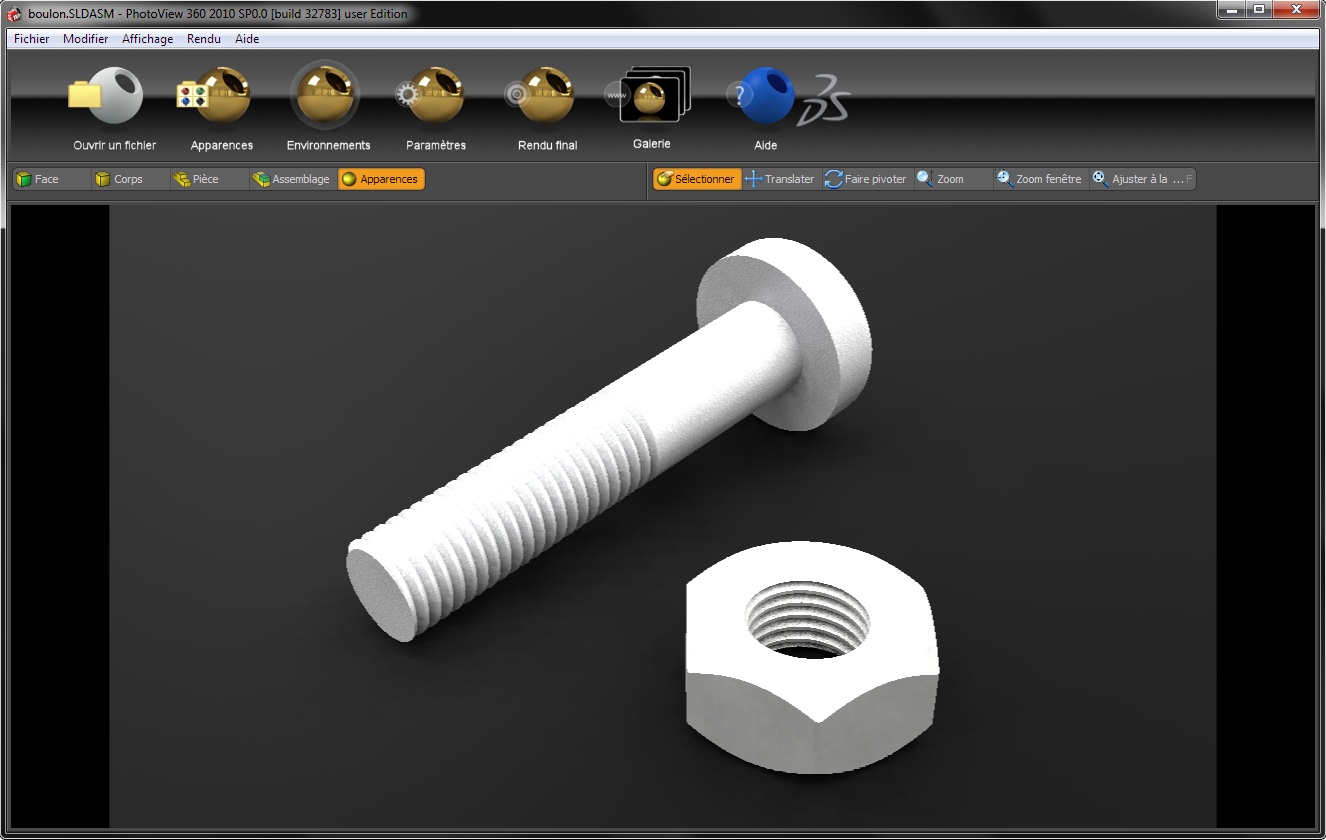 boulon.SLDASM - PhotoView 360 2010 SP0.0 [build 32783] user Edition
Fichier Modifier Affichage Rendu Aide
www ? 3DS
Ouvrir un fichier Apparences Environnements Paramètres Rendu final Galerie Aide
Face Corps Pièce Assemblage Apparences Sélectionner Translater Faire pivoter Zoom Zoom fenêtre Ajuster à la ... F